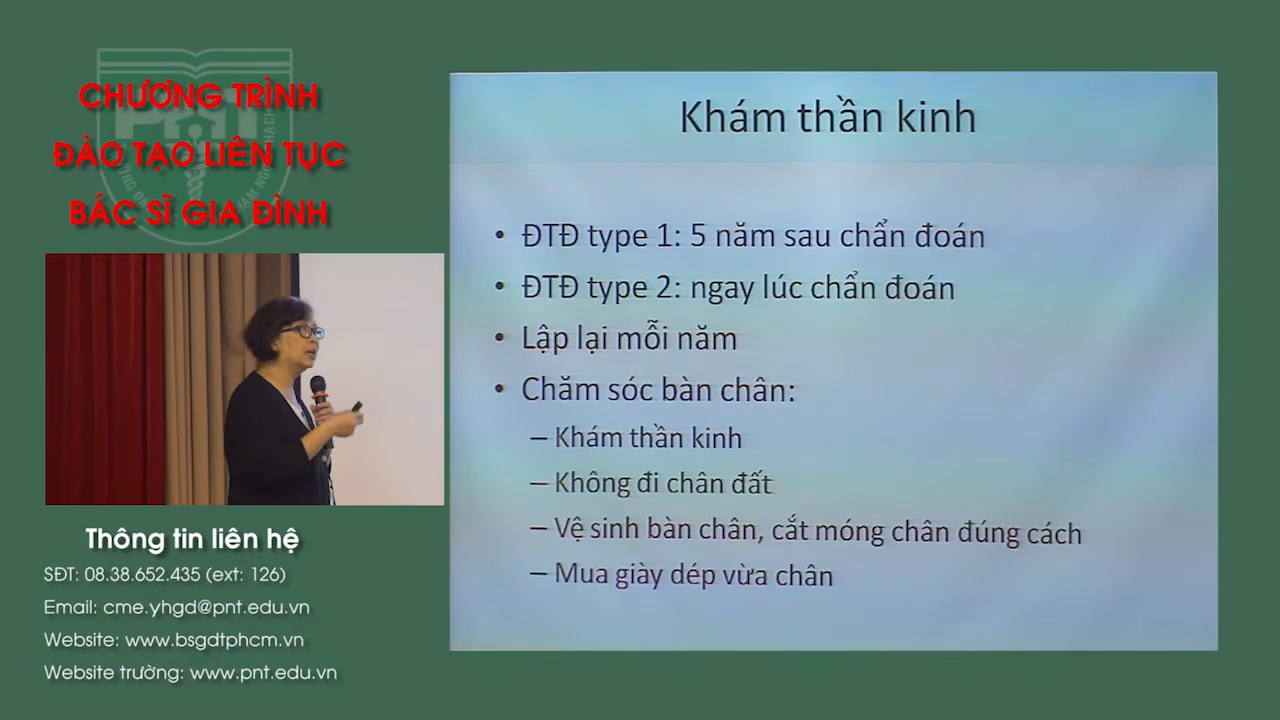 CHƯƠNG TRÌNH
ĐÀO TẠO LIÊN TỤC
BÁC SĨ GIA ĐÌNH
Thông tin liên hệ
SĐT: 08.38.652.435 (ext: 126)
Email: cme.yhgd@pnt.edu.vn
Website: www.bsgdtphcm.vn
Website trường: www.pnt.edu.vn
Khám thần kinh
• ĐTĐ type 1: 5 năm sau chẩn đoán
• ĐTĐ type 2: ngay lúc chẩn đoán
• Lập lại mỗi năm
• Chăm sóc bàn chân:
– Khám thần kinh
– Không đi chân đất
– Vệ sinh bàn chân, cắt móng chân đúng cách
– Mua giày dép vừa chân